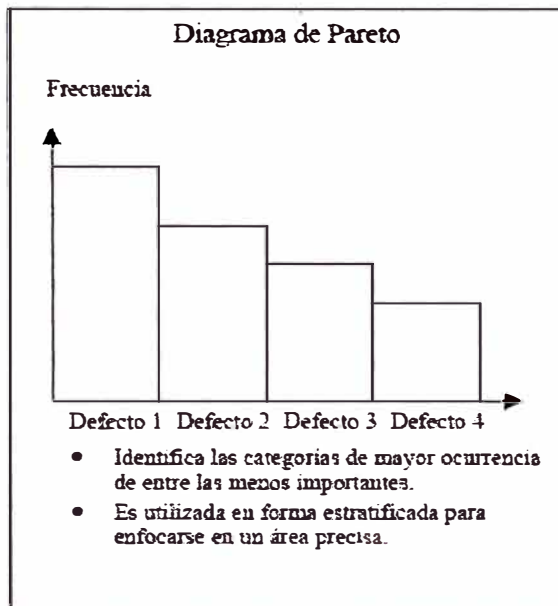 Diagrama de Pareto
Frecuencia
Defecto 1 Defecto 2 Defecto 3 Defecto 4
• Identifica las categorias de mayor ocurrencia
de entre las menos importantes.
• Es utilizada en forma estratificada para
enfocarse en un área precisa.